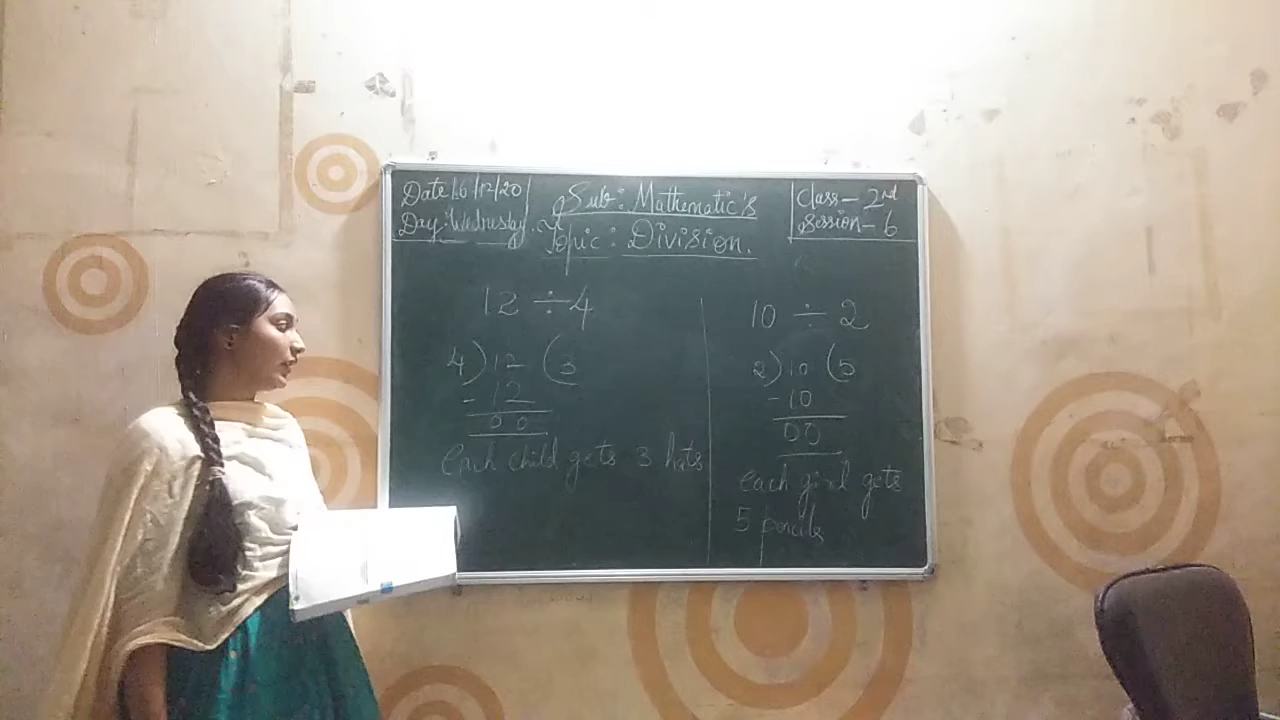 Date 16/12/20
Day: Wednesday
Sub: Mathematic's
Topic: Division.
Class - 2nd
Session - 6
12 ÷ 4
4)12(3
- 12
00
each child gets 3 hats
10 ÷ 2
2)10(5
-10
00
each girl gets
5 pencils